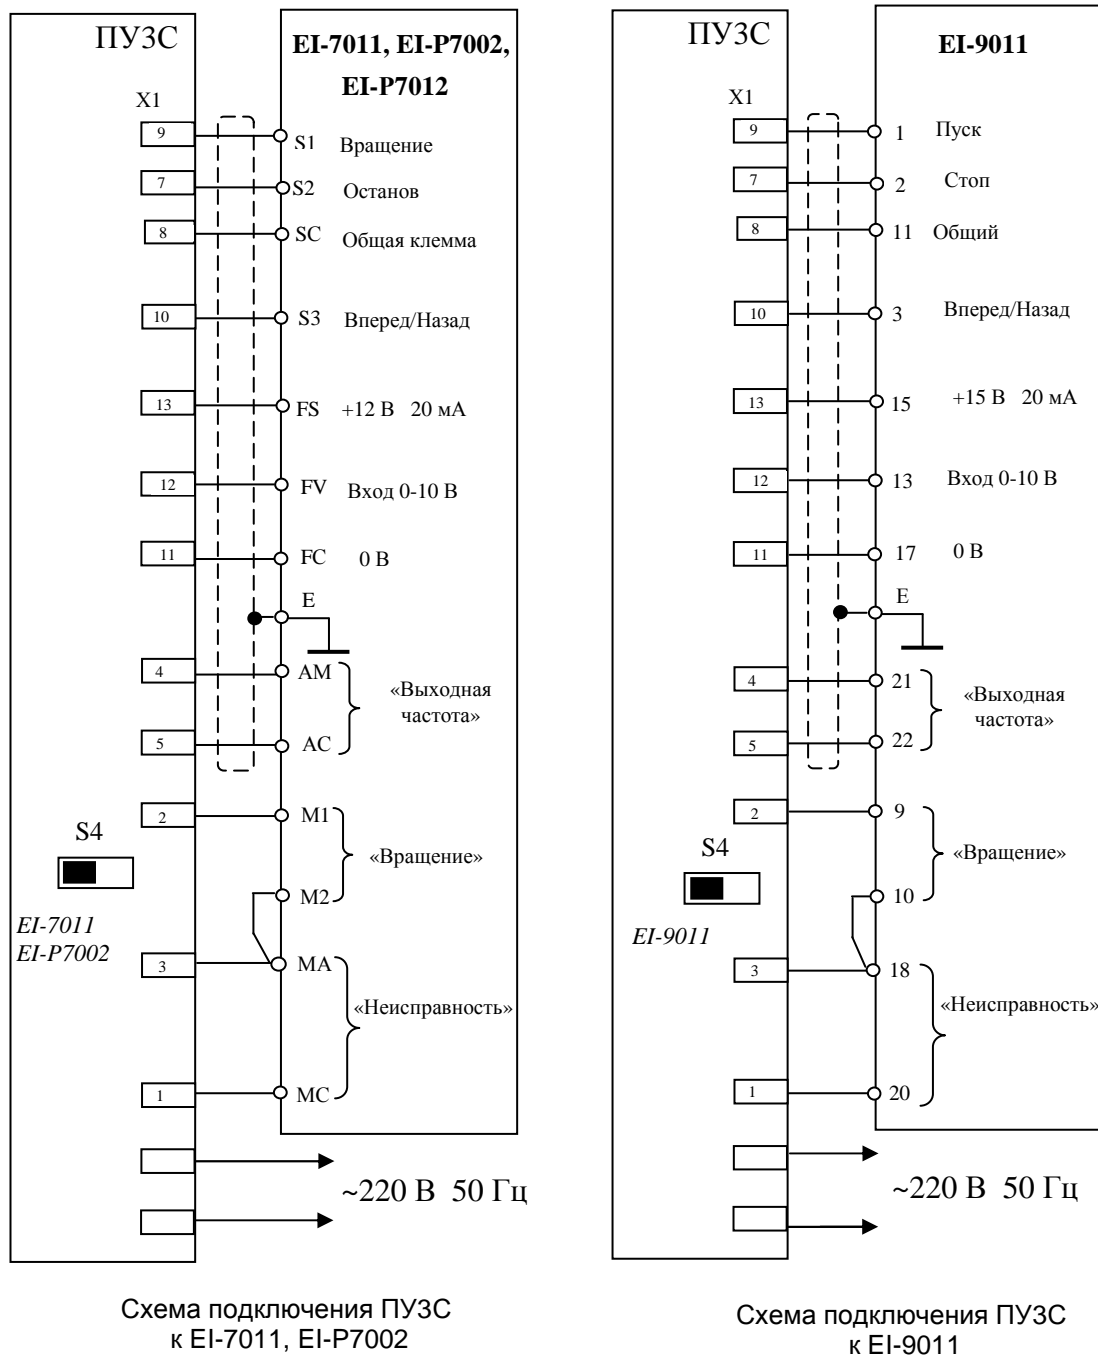 ПУЗС
EI-7011, EI-P7002,
EI-P7012
X1
9
S1 Вращение
7
S2 Останов
8
SC Общая клемма
10
S3 Вперед/Назад
13
FS +12 В 20 мА
12
FV Вход 0-10 В
11
FC 0 В
E
4
AM
«Выходная
частота»
5
AC
2
M1
S4
«Вращение»
M2
EI-7011
EI-P7002
3
MA
«Неисправность»
1
MC
~220 В 50 Гц
Схема подключения ПУЗС
к EI-7011, EI-P7002
ПУЗС
EI-9011
X1
9
1 Пуск
7
2 Стоп
8
11 Общий
10
3 Вперед/Назад
13
15 +15 В 20 мА
12
13 Вход 0-10 В
11
17 0 В
E
4
21
«Выходная
частота»
5
22
2
9
S4
«Вращение»
10
EI-9011
3
18
«Неисправность»
1
20
~220 В 50 Гц
Схема подключения ПУЗС
к EI-9011